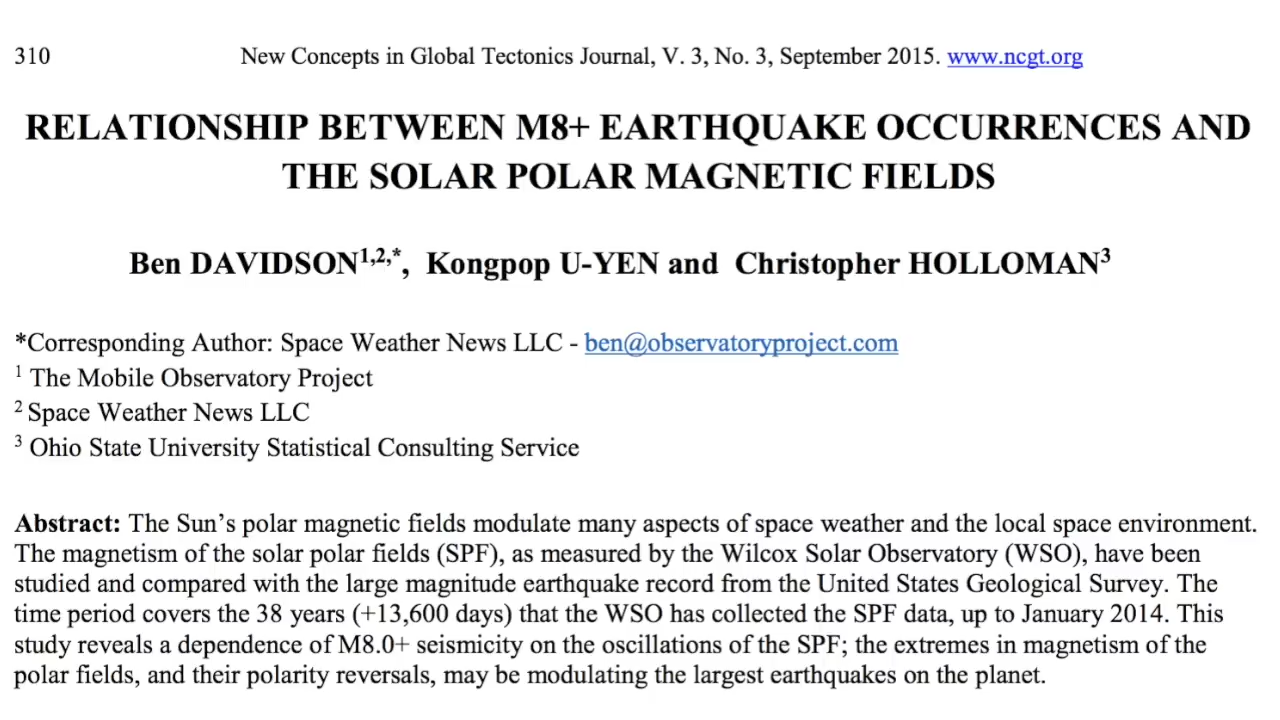 310 New Concepts in Global Tectonics Journal, V. 3, No. 3, September 2015. www.ncgt.org
RELATIONSHIP BETWEEN M8+ EARTHQUAKE OCCURRENCES AND
THE SOLAR POLAR MAGNETIC FIELDS
Ben DAVIDSON1,2,*, Kongpop U-YEN and Christopher HOLLOMAN3
*Corresponding Author: Space Weather News LLC - ben@observatoryproject.com
1 The Mobile Observatory Project
2 Space Weather News LLC
3 Ohio State University Statistical Consulting Service
Abstract: The Sun's polar magnetic fields modulate many aspects of space weather and the local space environment.
The magnetism of the solar polar fields (SPF), as measured by the Wilcox Solar Observatory (WSO), have been
studied and compared with the large magnitude earthquake record from the United States Geological Survey. The
time period covers the 38 years (+13,600 days) that the WSO has collected the SPF data, up to January 2014. This
study reveals a dependence of M8.0+ seismicity on the oscillations of the SPF; the extremes in magnetism of the
polar fields, and their polarity reversals, may be modulating the largest earthquakes on the planet.